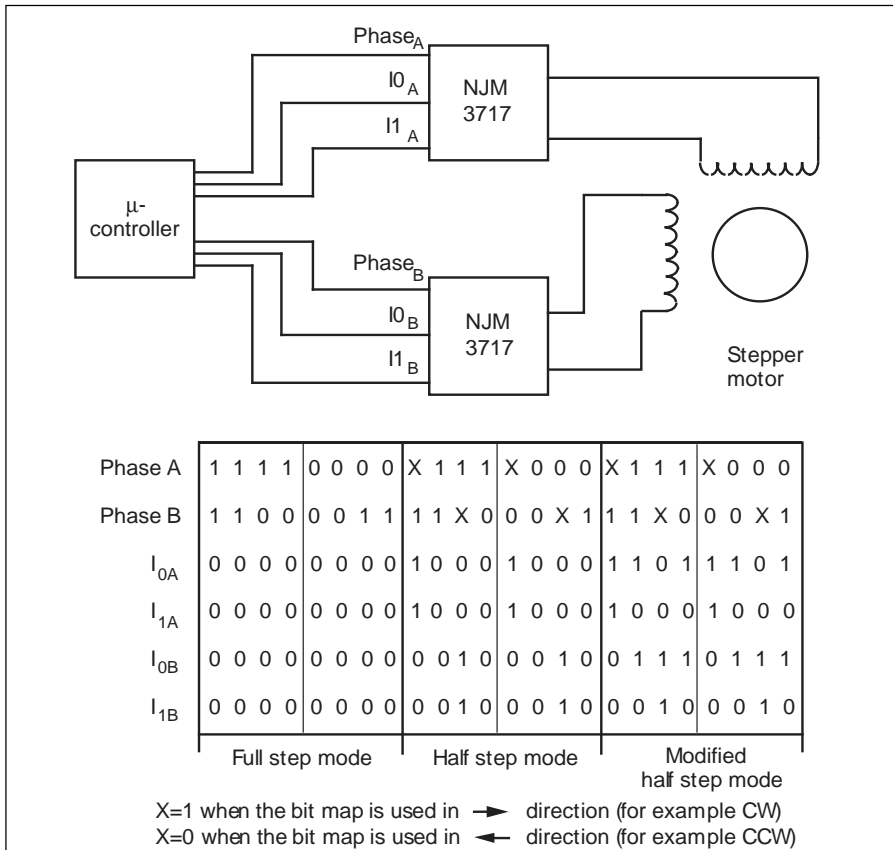 Phase A
I0 A
I1 A
NJM
3717
μ-
controller
Phase B
I0 B
I1 B
NJM
3717
Stepper
motor
Phase A 1 1 1 1 0 0 0 0 X 1 1 1 X 0 0 0 X 1 1 1 X 0 0 0
Phase B 1 1 0 0 0 0 1 1 1 1 X 0 0 0 X 1 1 1 X 0 0 0 X 1
I0A 0 0 0 0 0 0 0 0 1 0 0 0 1 0 0 0 1 1 0 1 1 1 0 1
I1A 0 0 0 0 0 0 0 0 1 0 0 0 1 0 0 0 1 0 0 0 1 0 0 0
I0B 0 0 0 0 0 0 0 0 0 0 1 0 0 0 1 0 0 1 1 1 0 1 1 1
I1B 0 0 0 0 0 0 0 0 0 0 1 0 0 0 1 0 0 0 1 0 0 0 1 0
Full step mode Half step mode Modified
half step mode
X=1 when the bit map is used in → direction (for example CW)
X=0 when the bit map is used in ← direction (for example CCW)